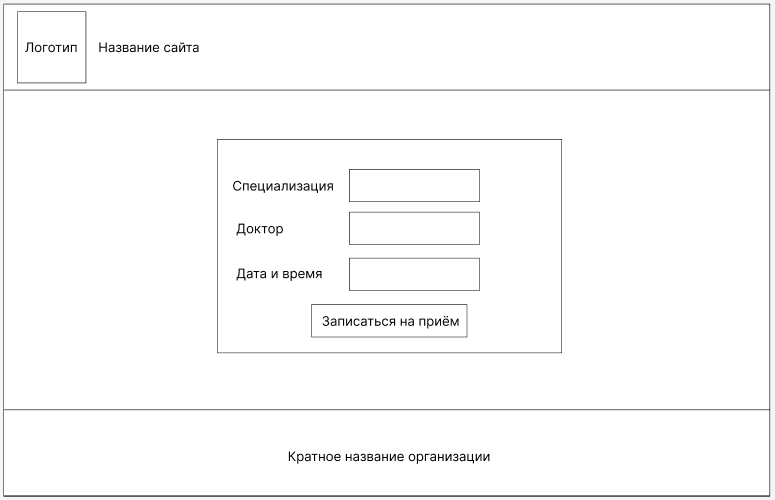 Логотип
Название сайта
Специализация
Доктор
Дата и время
Записаться на приём
Кратное название организации